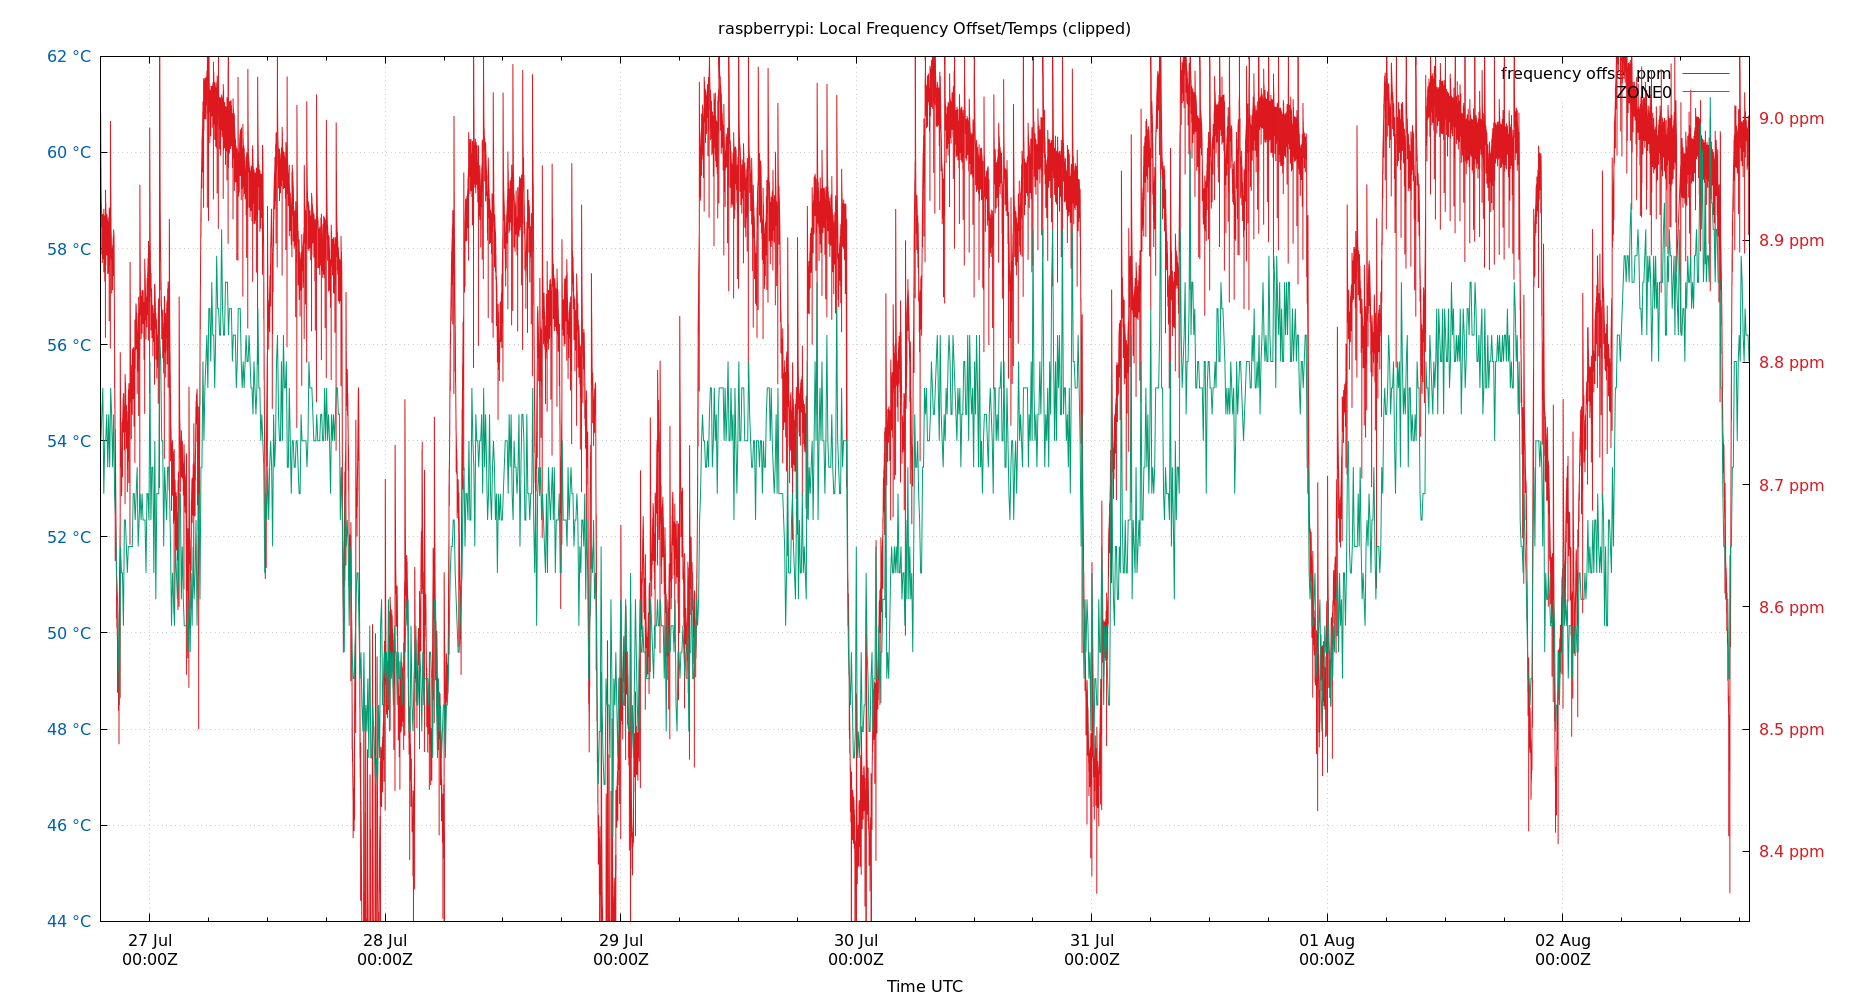 raspberrypi: Local Frequency Offset/Temps (clipped)
62 °C
60 °C
58 °C
56 °C
54 °C
52 °C
50 °C
48 °C
46 °C
44 °C
frequency offset ppm
ZONE0
9.0 ppm
8.9 ppm
8.8 ppm
8.7 ppm
8.6 ppm
8.5 ppm
8.4 ppm
27 Jul
00:00Z
28 Jul
00:00Z
29 Jul
00:00Z
30 Jul
00:00Z
31 Jul
00:00Z
01 Aug
00:00Z
02 Aug
00:00Z
Time UTC